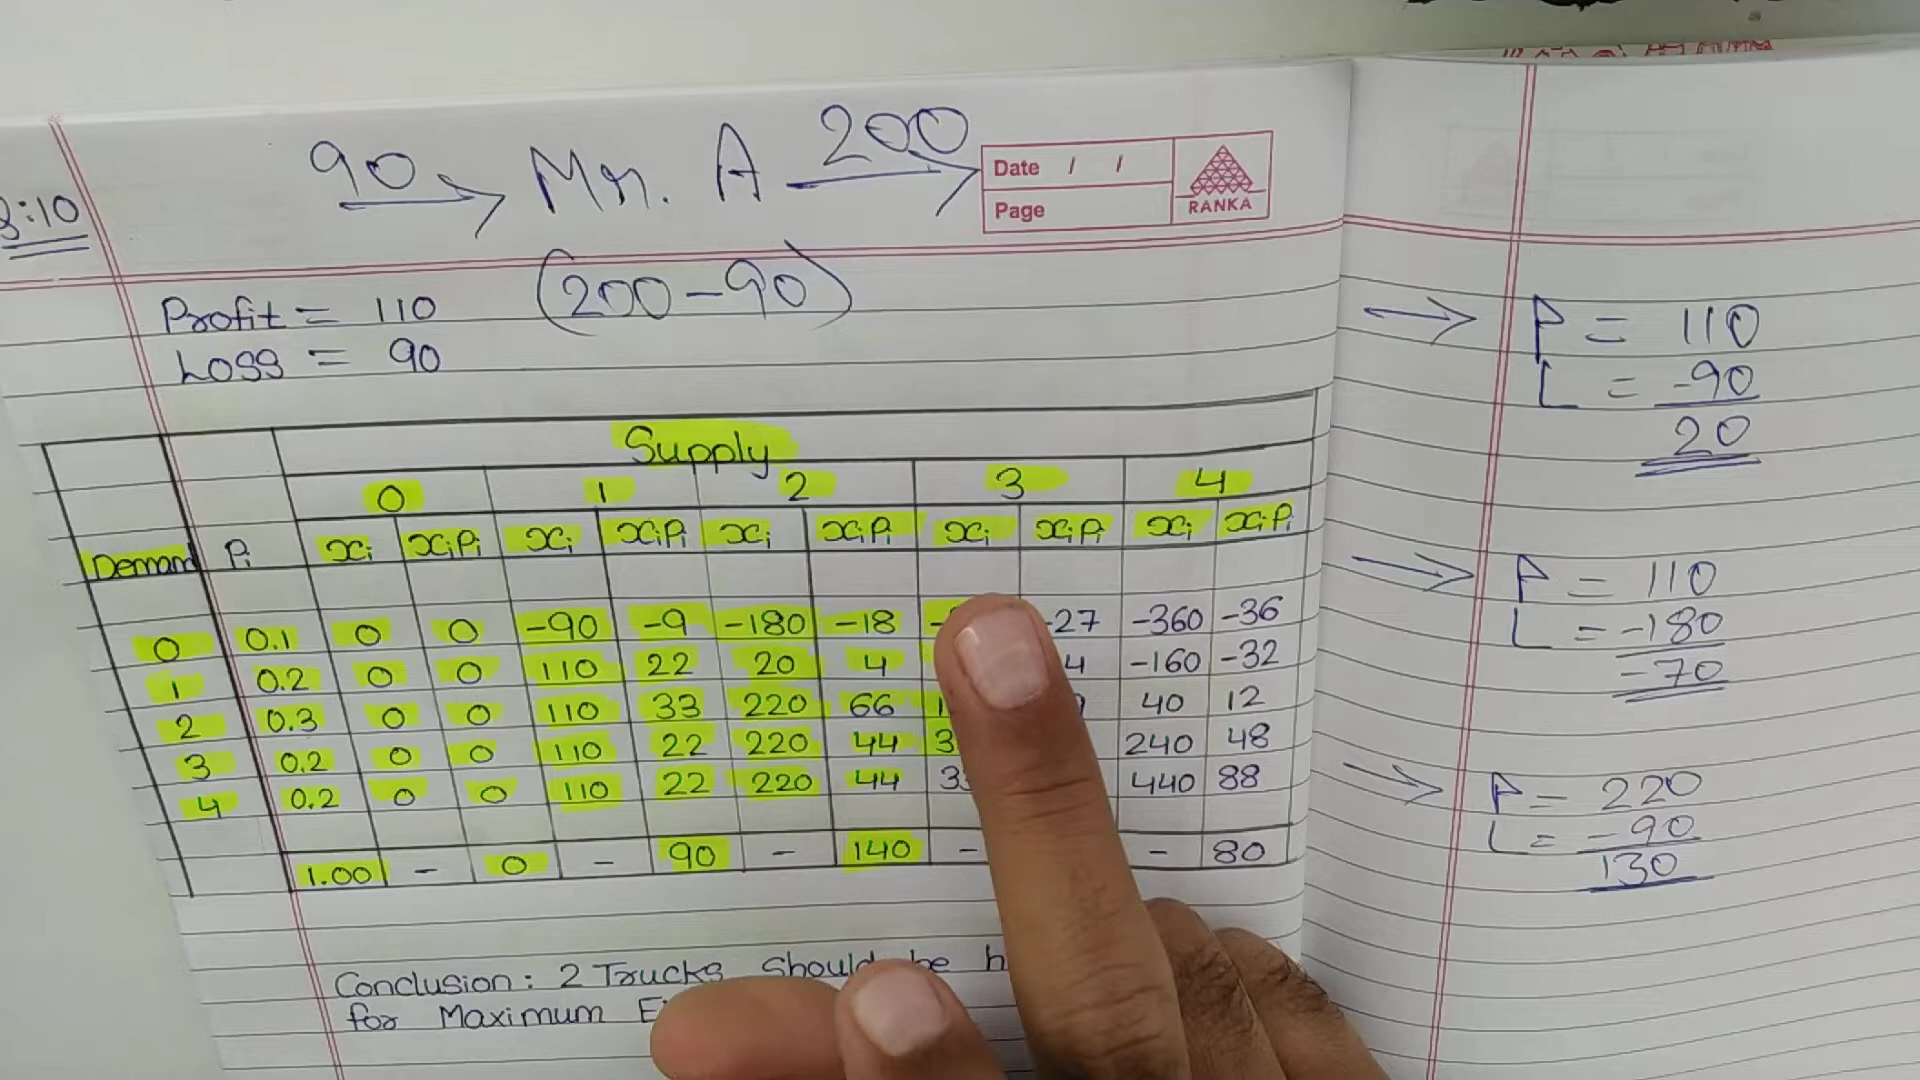 90 → Mr. A 200 →
Date / /
Page
RANKA
3:10
Profit = 110 (200-90)
Loss = 90
Supply
0 1 2 3 4
Demand Pi xi xiPi xi xiPi xi xiPi xi xiPi xi xiPi
0 0.1 0 0 -90 -9 -180 -18 -27 -360 -36
1 0.2 0 0 110 22 20 4 -160 -32
2 0.3 0 0 110 33 220 66 40 12
3 0.2 0 0 110 22 220 44 240 48
4 0.2 0 0 110 22 220 44 440 88
1.00 - 0 - 90 - 140 - - 80
Conclusion: 2 Trucks should be
for Maximum
→ P = 110
L = -90
20
→ P = 110
L = -180
-70
→ P = 220
L = -90
130